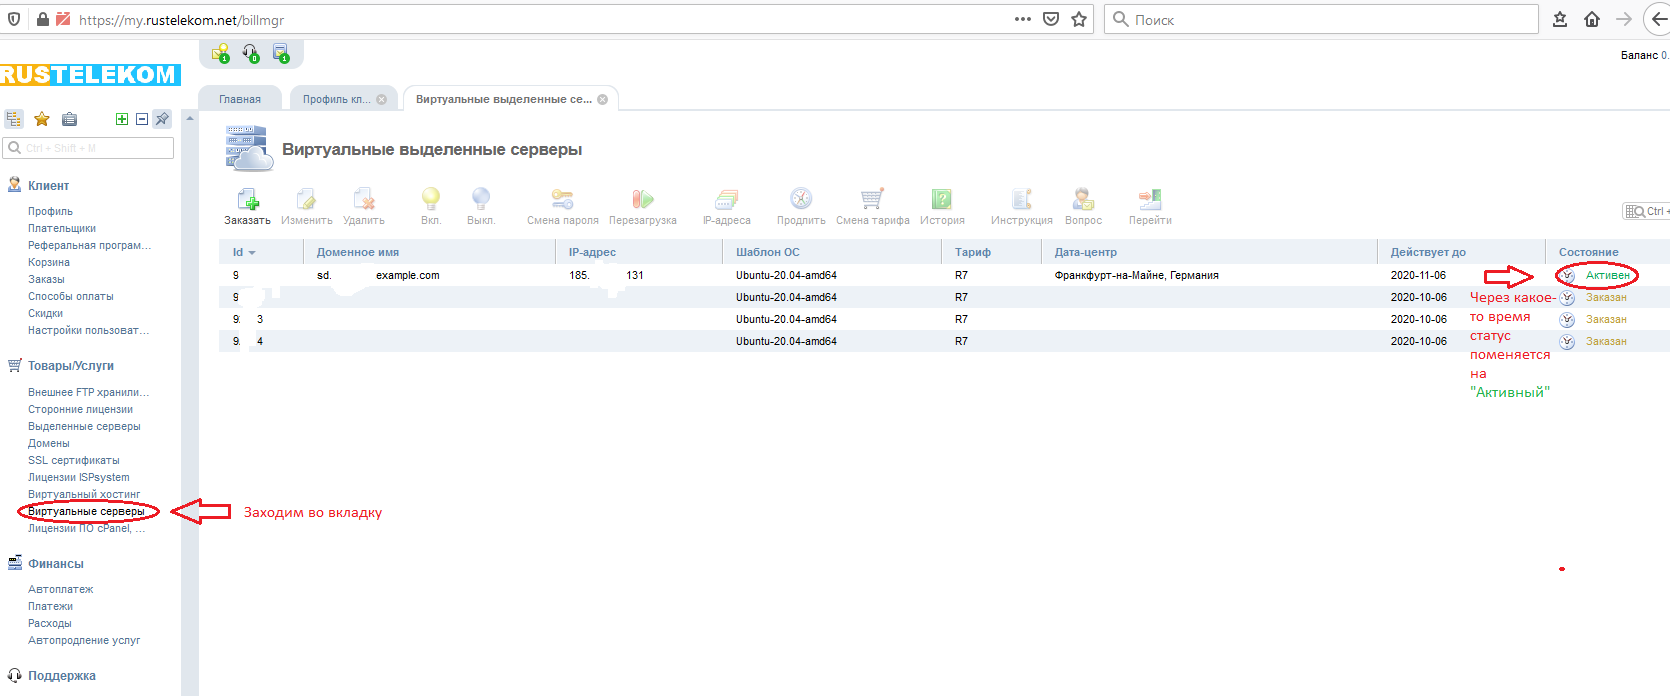 https://my.rustelekom.net/billmgr
Поиск
1
0
1
Баланс 0.
RUSTELEKOM
Главная
Профиль кл...
Виртуальные выделенные се...
Ctrl + Shift + M
Виртуальные выделенные серверы
Заказать
Изменить
Удалить
Вкл.
Выкл.
Смена пароля
Перезагрузка
IP-адреса
Продлить
Смена тарифа
История
Инструкция
Вопрос
Перейти
Ctrl +
Id Доменное имя IP-адрес Шаблон ОС Тариф Дата-центр Действует до Состояние
9 sd. example.com 185. 131 Ubuntu-20.04-amd64 R7 Франкфурт-на-Майне, Германия 2020-11-06 Активен
9 Ubuntu-20.04-amd64 R7 2020-10-06 Заказан
9 3 Ubuntu-20.04-amd64 R7 2020-10-06 Заказан
9. 4 Ubuntu-20.04-amd64 R7 2020-10-06 Заказан
Через какое-
то время
статус
поменяется
на
"Активный"
Клиент
Профиль
Плательщики
Реферальная програм...
Корзина
Заказы
Способы оплаты
Скидки
Настройки пользоват...
Товары/Услуги
Внешнее FTP хранили...
Сторонние лицензии
Выделенные серверы
Домены
SSL сертификаты
Лицензии ISPsystem
Виртуальный хостинг
Виртуальные серверы
Заходим во вкладку
Лицензии ПО cPanel, ...
Финансы
Автоплатеж
Платежи
Расходы
Автопродление услуг
Поддержка